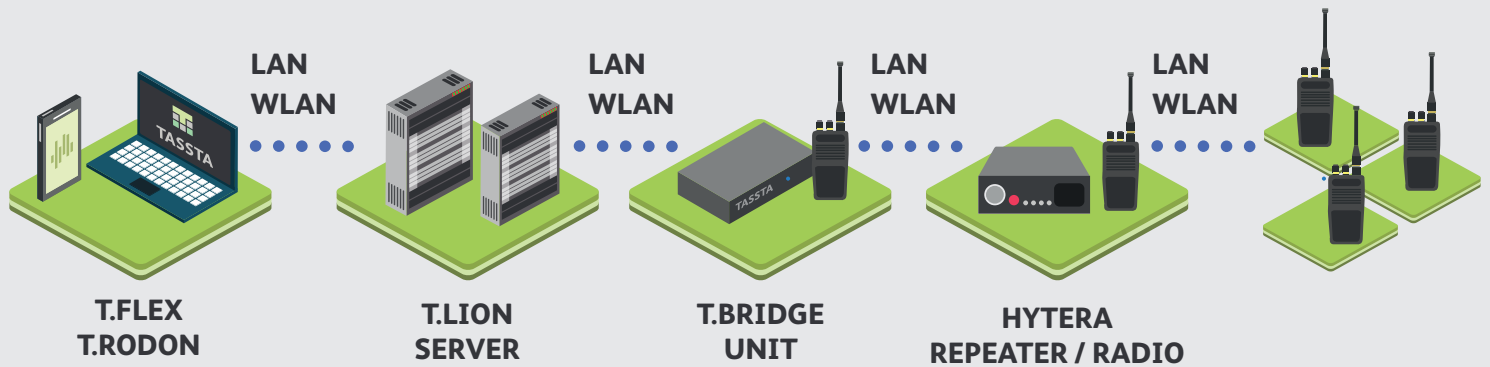 LAN
WLAN
LAN
WLAN
LAN
WLAN
LAN
WLAN
TASSTA
TASSTA
T.FLEX
T.RODON
T.LION
SERVER
T.BRIDGE
UNIT
HYTERA
REPEATER / RADIO